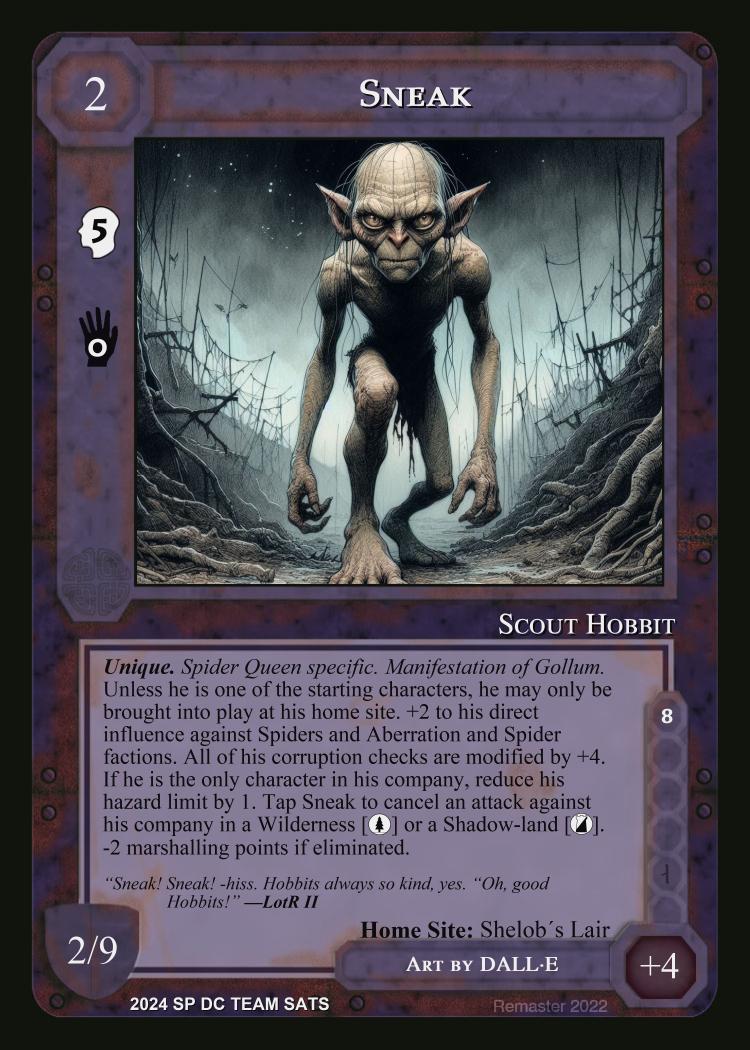 2
SNEAK
5
0
SCOUT HOBBIT
Unique. Spider Queen specific. Manifestation of Gollum.
Unless he is one of the starting characters, he may only be
brought into play at his home site. +2 to his direct
influence against Spiders and Aberration and Spider
factions. All of his corruption checks are modified by +4.
If he is the only character in his company, reduce his
hazard limit by 1. Tap Sneak to cancel an attack against
his company in a Wilderness [] or a Shadow-land [].
-2 marshalling points if eliminated.
8
“Sneak! Sneak! -hiss. Hobbits always so kind, yes. “Oh, good
Hobbits!” —LotR II
Home Site: Shelob´s Lair
2/9
ART BY DALL·E
+4
2024 SP DC TEAM SATS
Remaster 2022